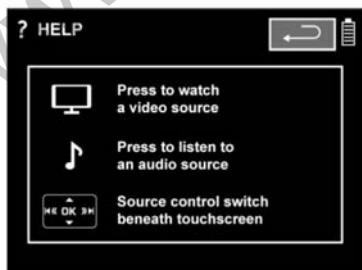 ? HELP
Press to watch
a video source
Press to listen to
an audio source
OK
Source control switch
beneath touchscreen